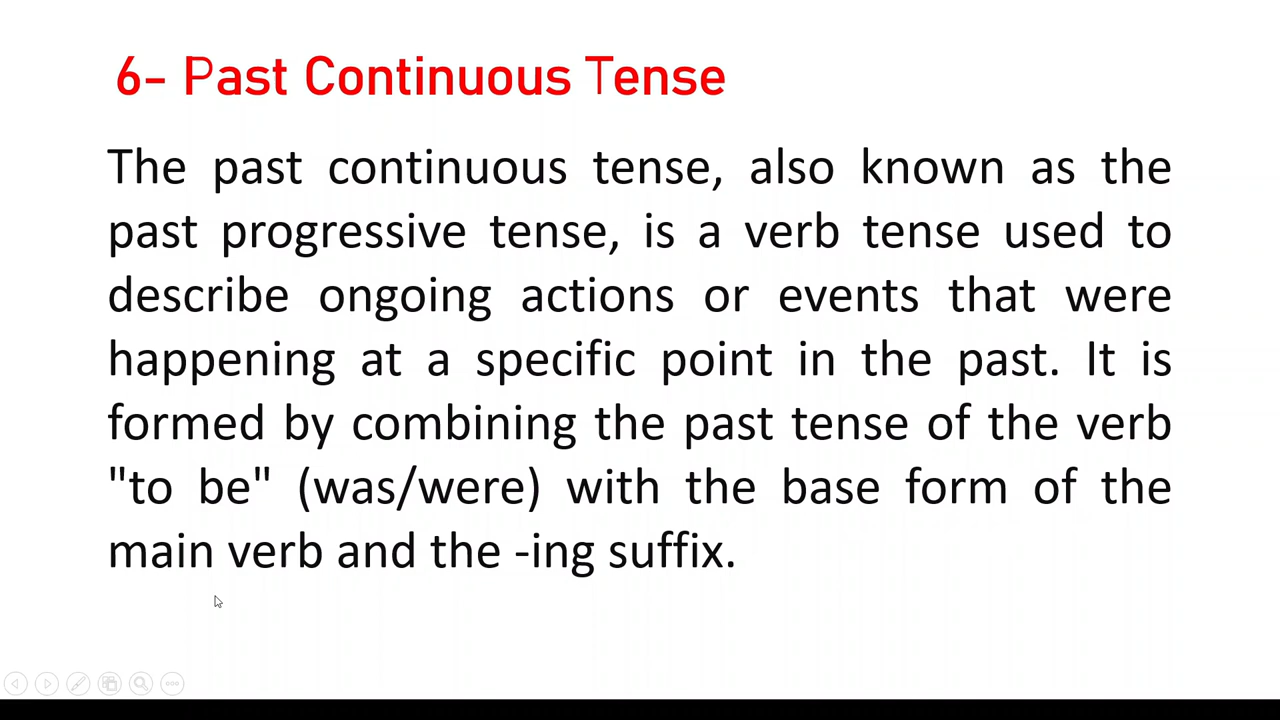 6- Past Continuous Tense
The past continuous tense, also known as the
past progressive tense, is a verb tense used to
describe ongoing actions or events that were
happening at a specific point in the past. It is
formed by combining the past tense of the verb
"to be" (was/were) with the base form of the
main verb and the -ing suffix.